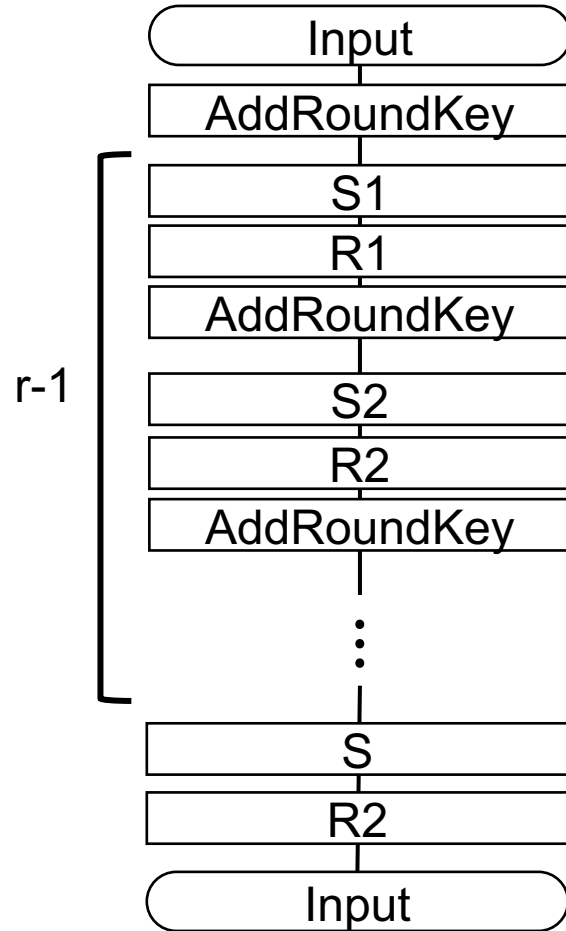 Input
AddRoundKey
S1
R1
AddRoundKey
r-1
S2
R2
AddRoundKey
S
R2
Input